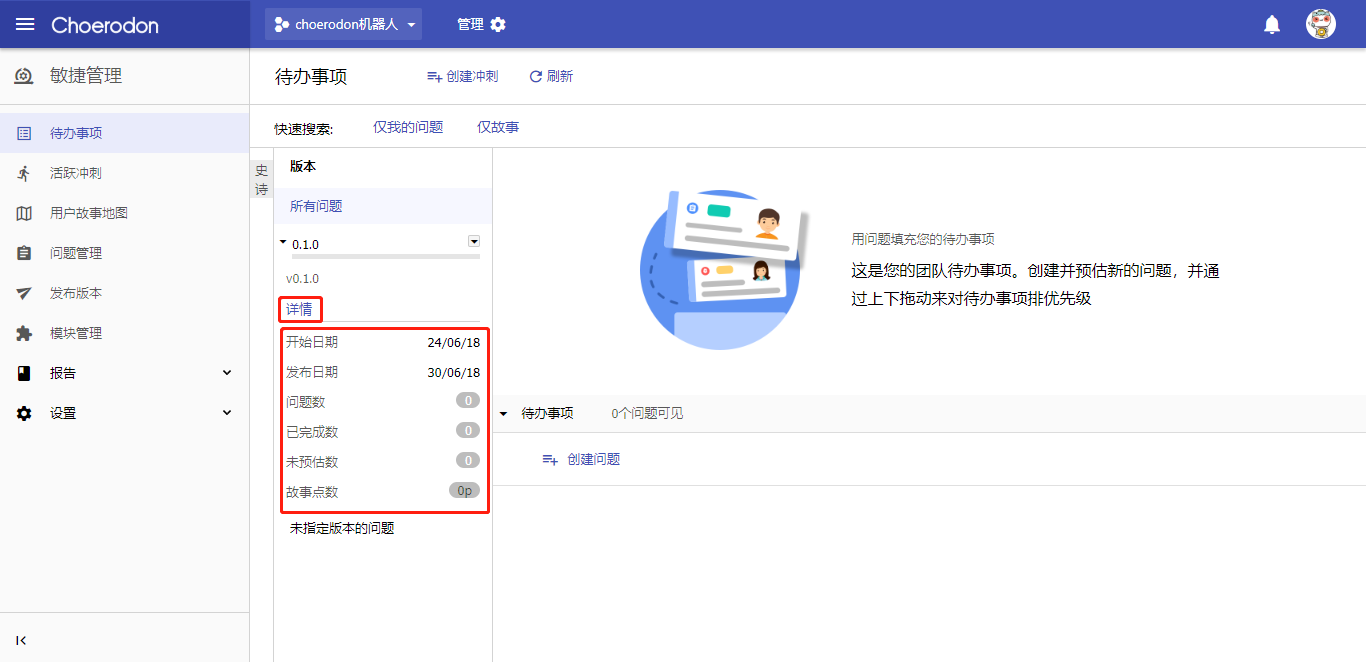 Choerodon
choerodon机器人
管理
敏捷管理
待办事项
创建冲刺
刷新
待办事项
活跃冲刺
用户故事地图
问题管理
发布版本
模块管理
报告
设置
快速搜索:
仅我的问题
仅故事
史诗
版本
所有问题
0.1.0
v0.1.0
详情
开始日期 24/06/18
发布日期 30/06/18
问题数 0
已完成数 0
未预估数 0
故事点数 0p
未指定版本的问题
用问题填充您的待办事项
这是您的团队待办事项。创建并预估新的问题，并通
过上下拖动来对待办事项排优先级
待办事项 0个问题可见
创建问题